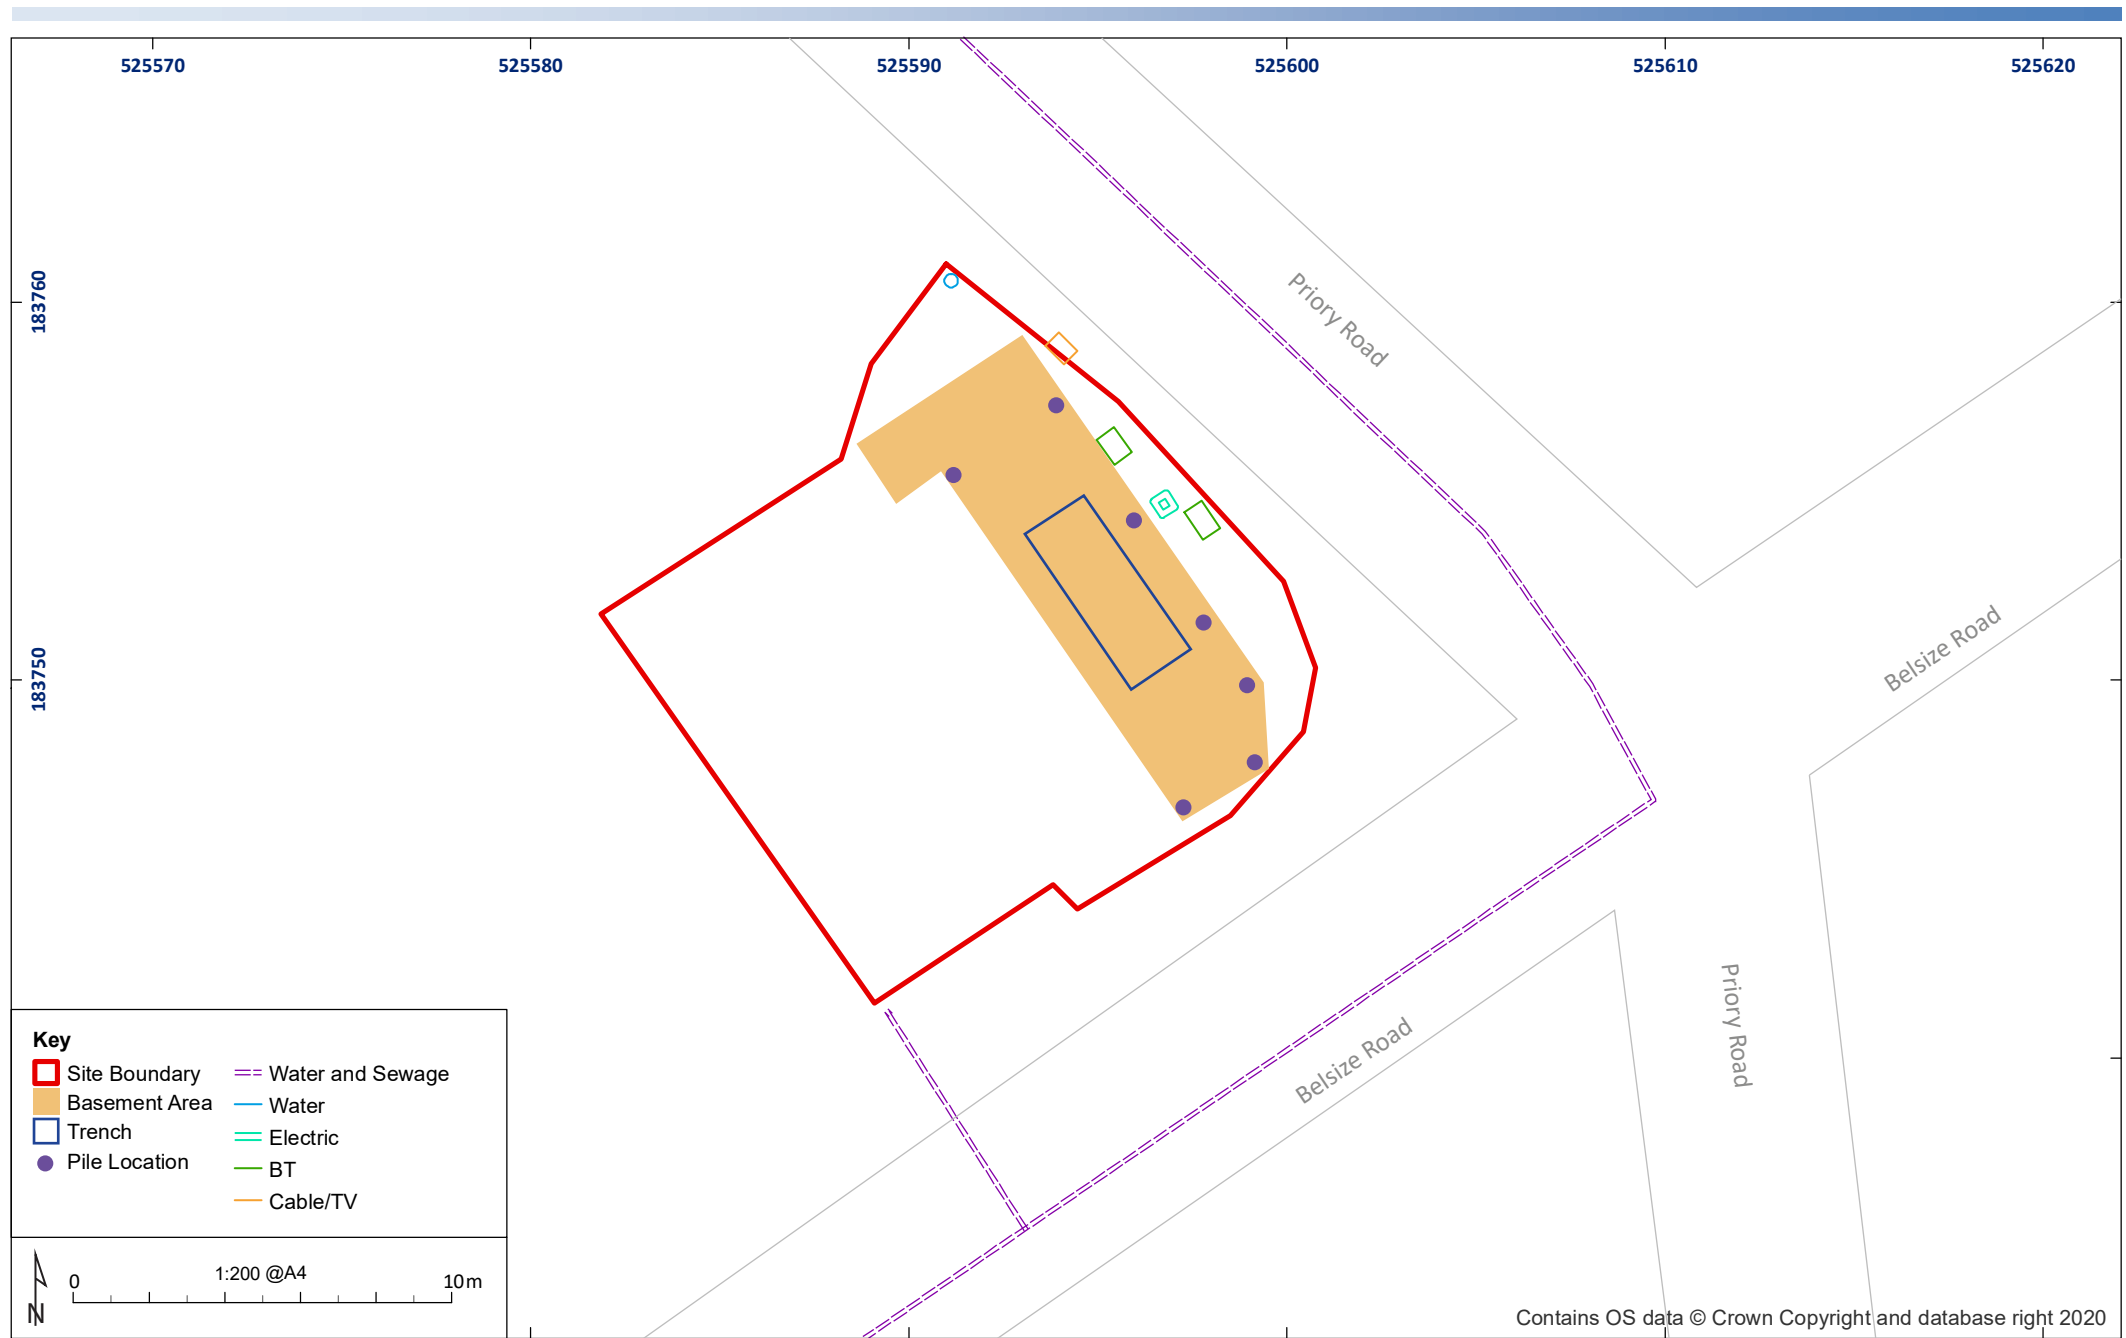 525570 525580 525590 525600 525610 525620
183760
Priory Road
183750
Belsize Road
Priory Road
Belsize Road
Key
Site Boundary
Basement Area
Trench
Pile Location
Water and Sewage
Water
Electric
BT
Cable/TV
N
0 1:200 @A4 10m
Contains OS data © Crown Copyright and database right 2020